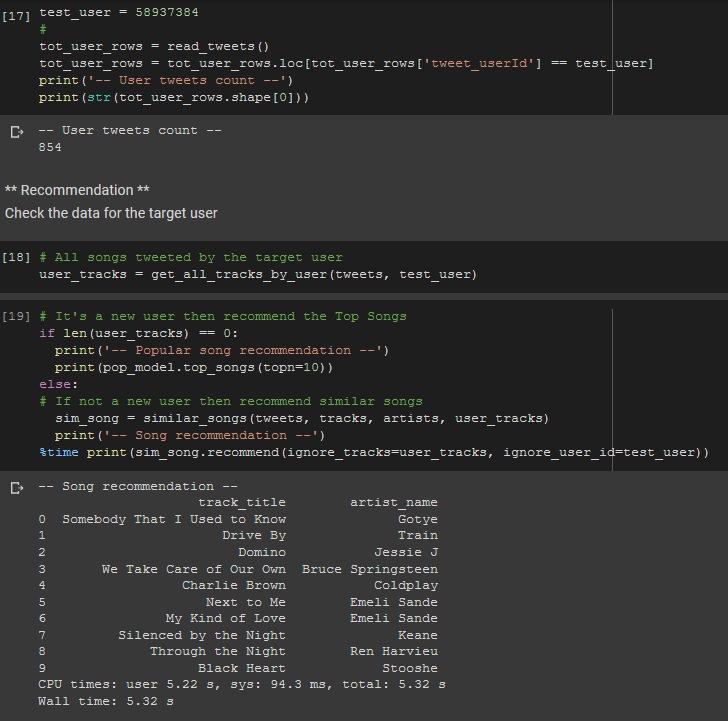 [17] test_user = 58937384
#
tot_user_rows = read_tweets()
tot_user_rows = tot_user_rows.loc[tot_user_rows['tweet_userId'] == test_user]
print('-- User tweets count --')
print(str(tot_user_rows.shape[0]))
-- User tweets count --
854
** Recommendation **
Check the data for the target user
[18] # All songs tweeted by the target user
user_tracks = get_all_tracks_by_user(tweets, test_user)
[19] # It's a new user then recommend the Top Songs
if len(user_tracks) == 0:
  print('-- Popular song recommendation --')
  print(pop_model.top_songs(topn=10))
else:
# If not a new user then recommend similar songs
  sim_song = similar_songs(tweets, tracks, artists, user_tracks)
  print('-- Song recommendation --')
%time print(sim_song.recommend(ignore_tracks=user_tracks, ignore_user_id=test_user))
-- Song recommendation --
track_title artist_name
0 Somebody That I Used to Know Gotye
1 Drive By Train
2 Domino Jessie J
3 We Take Care of Our Own Bruce Springsteen
4 Charlie Brown Coldplay
5 Next to Me Emeli Sande
6 My Kind of Love Emeli Sande
7 Silenced by the Night Keane
8 Through the Night Ren Harvieu
9 Black Heart Stooshe
CPU times: user 5.22 s, sys: 94.3 ms, total: 5.32 s
Wall time: 5.32 s